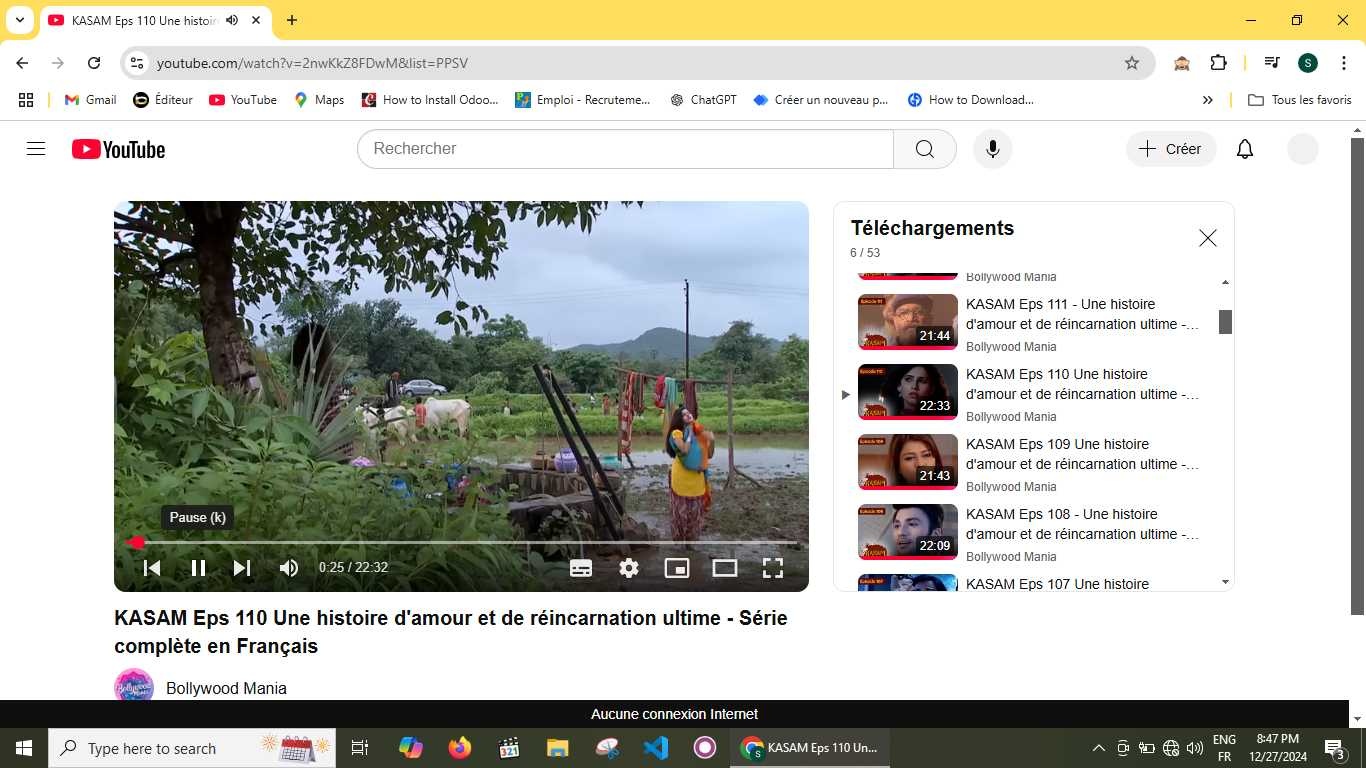 KASAM Eps 110 Une histoir
youtube.com/watch?v=2nwKkZ8FDwM&list=PPSV
S
Gmail
Éditeur
YouTube
Maps
How to Install Odoo...
Emploi - Recruteme...
ChatGPT
Créer un nouveau p...
How to Download...
»
Tous les favoris
YouTube
Rechercher
Créer
Téléchargements
6 / 53
Bollywood Mania
KASAM Eps 111 - Une histoire
d'amour et de réincarnation ultime -...
21:44
Bollywood Mania
KASAM Eps 110 Une histoire
d'amour et de réincarnation ultime -...
22:33
Bollywood Mania
KASAM Eps 109 Une histoire
d'amour et de réincarnation ultime -...
21:43
Bollywood Mania
KASAM Eps 108 - Une histoire
d'amour et de réincarnation ultime -...
22:09
Bollywood Mania
KASAM Eps 107 Une histoire
Pause (k)
0:25 / 22:32
KASAM Eps 110 Une histoire d'amour et de réincarnation ultime - Série
complète en Français
Bollywood Mania
Aucune connexion Internet
Type here to search
KASAM Eps 110 Un...
ENG
FR
8:47 PM
12/27/2024
3